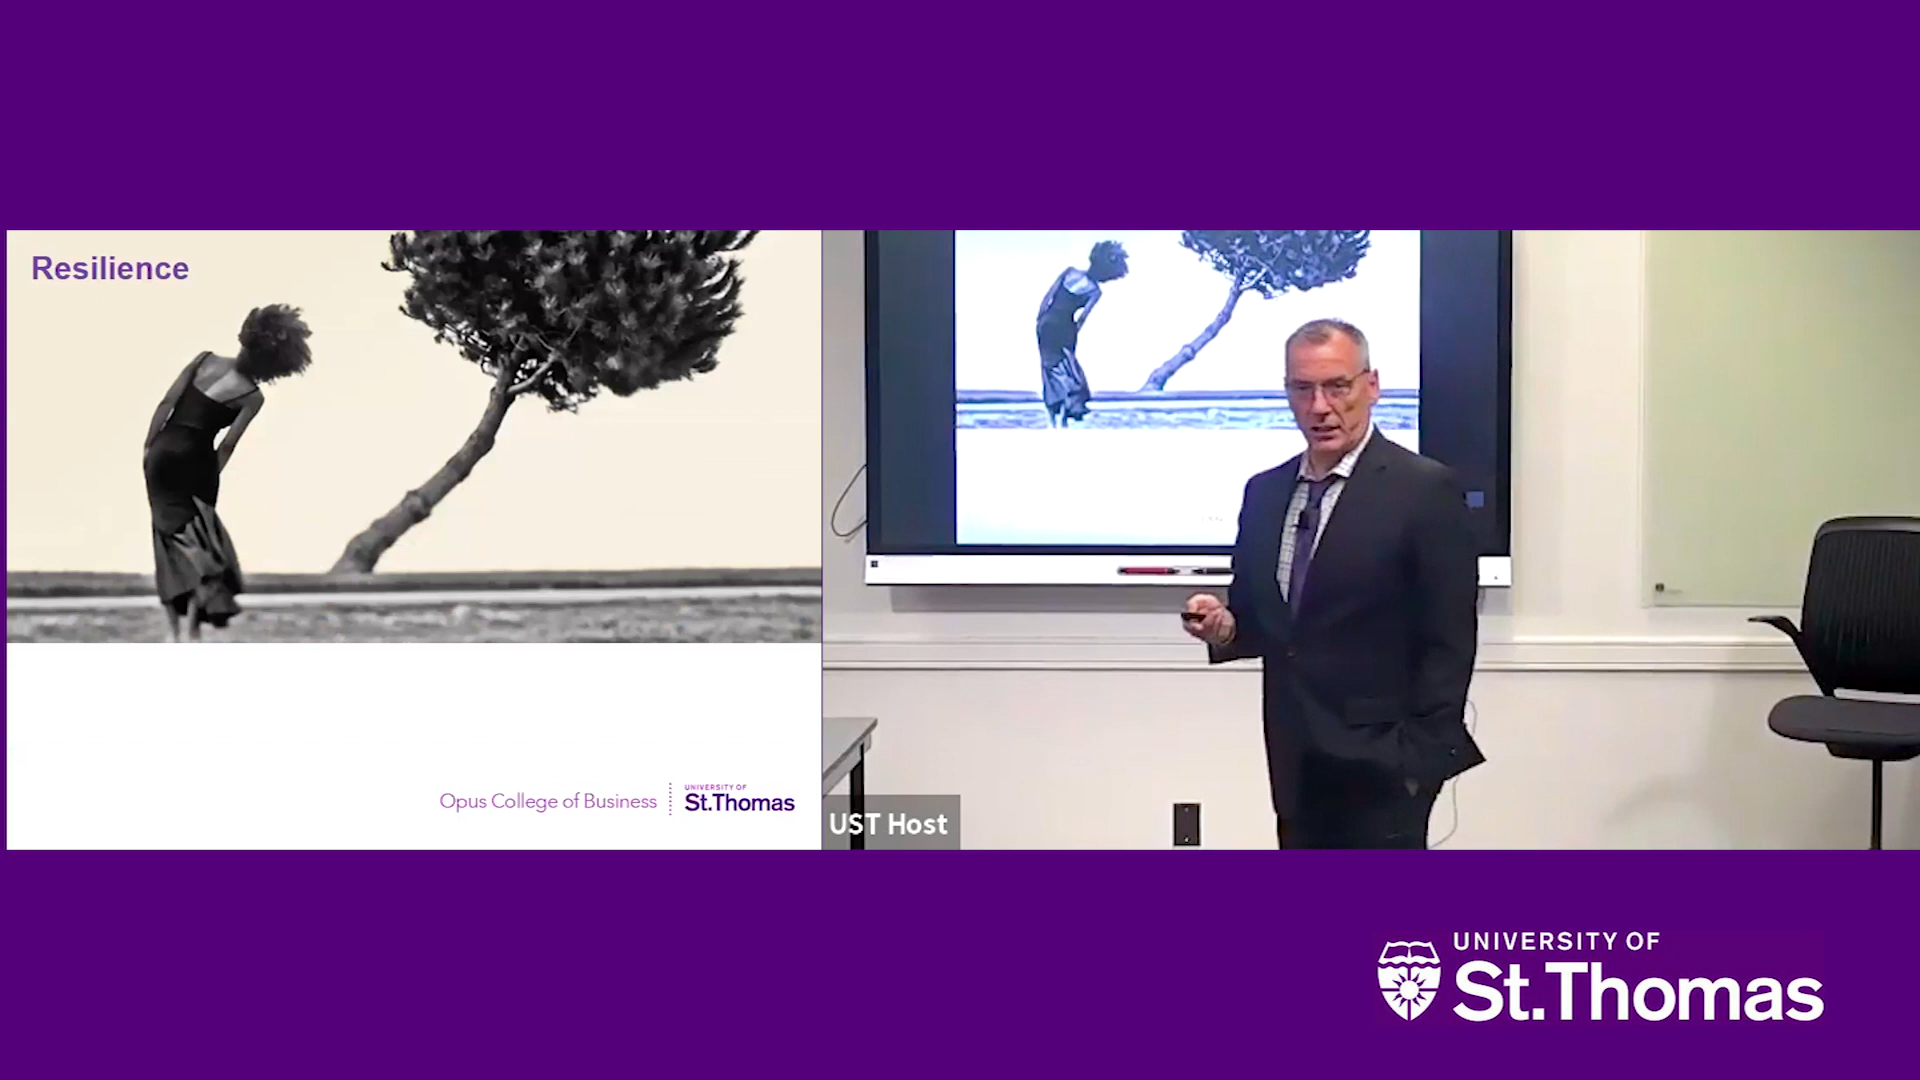 Resilience
Opus College of Business
UNIVERSITY OF
St.Thomas
UST Host
UNIVERSITY OF
St.Thomas